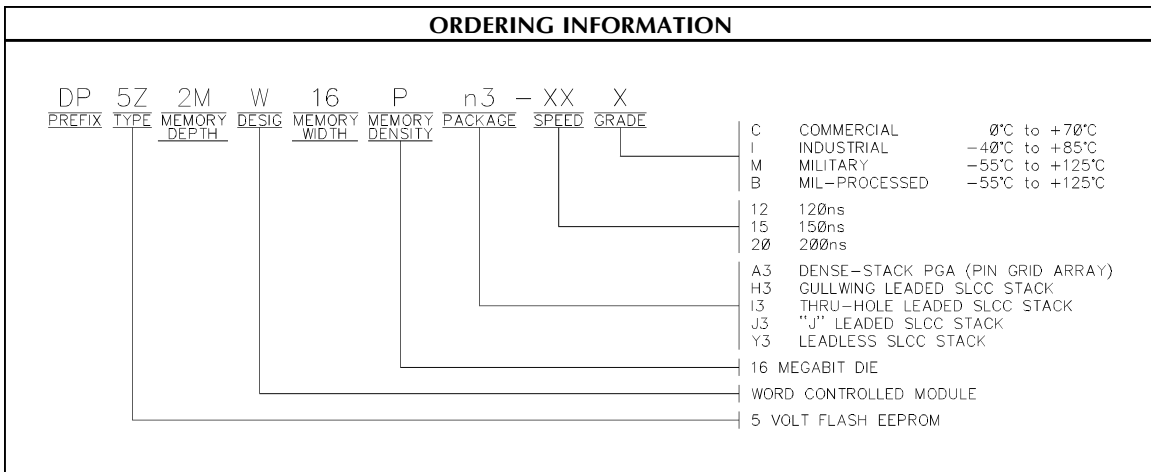 ORDERING INFORMATION
DP 5Z 2M W 16 P n3 – XX X
PREFIX TYPE MEMORY DEPTH DESIG MEMORY WIDTH MEMORY DENSITY PACKAGE SPEED GRADE
C COMMERCIAL 0°C to +70°C
I INDUSTRIAL −40°C to +85°C
M MILITARY −55°C to +125°C
B MIL−PROCESSED −55°C to +125°C
12 120ns
15 150ns
20 200ns
A3 DENSE−STACK PGA (PIN GRID ARRAY)
H3 GULLWING LEADED SLCC STACK
I3 THRU−HOLE LEADED SLCC STACK
J3 "J" LEADED SLCC STACK
Y3 LEADLESS SLCC STACK
16 MEGABIT DIE
WORD CONTROLLED MODULE
5 VOLT FLASH EEPROM